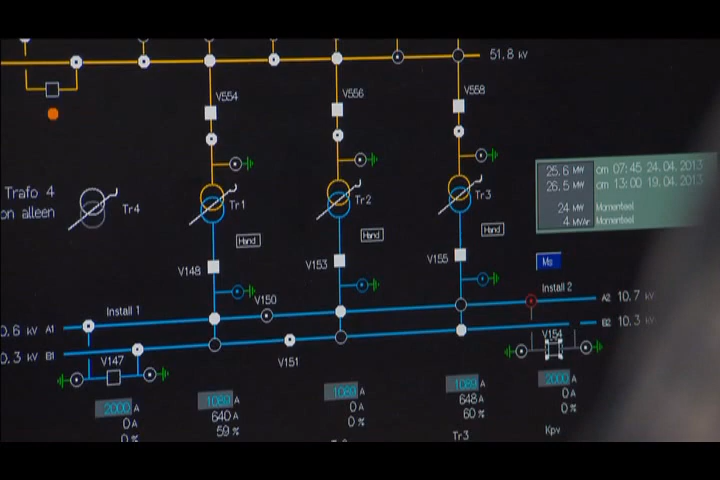 51,8 kV
V554
V556
V558
25.6 MW cm 07:45 24.04.2013
26.5 MW cm 13:00 19.04.2013
24 MW Momenteel
4 MVAr Momenteel
Trafo 4
on alleen
Tr4
Tr1
Tr2
Tr3
Hand
Hand
Hand
V148
V153
V155
Ms
Install 1
V150
Install 2
0.6 kV A1
A2 10.7 kV
0.3 kV B1
B2 10.3 kV
V147
V151
V154
2000 A
0 A
0 %
1089 A
640 A
59 %
1089 A
0 A
0 %
1089 A
648 A
60 %
2000 A
0 A
0 %
Tr3
Kpv